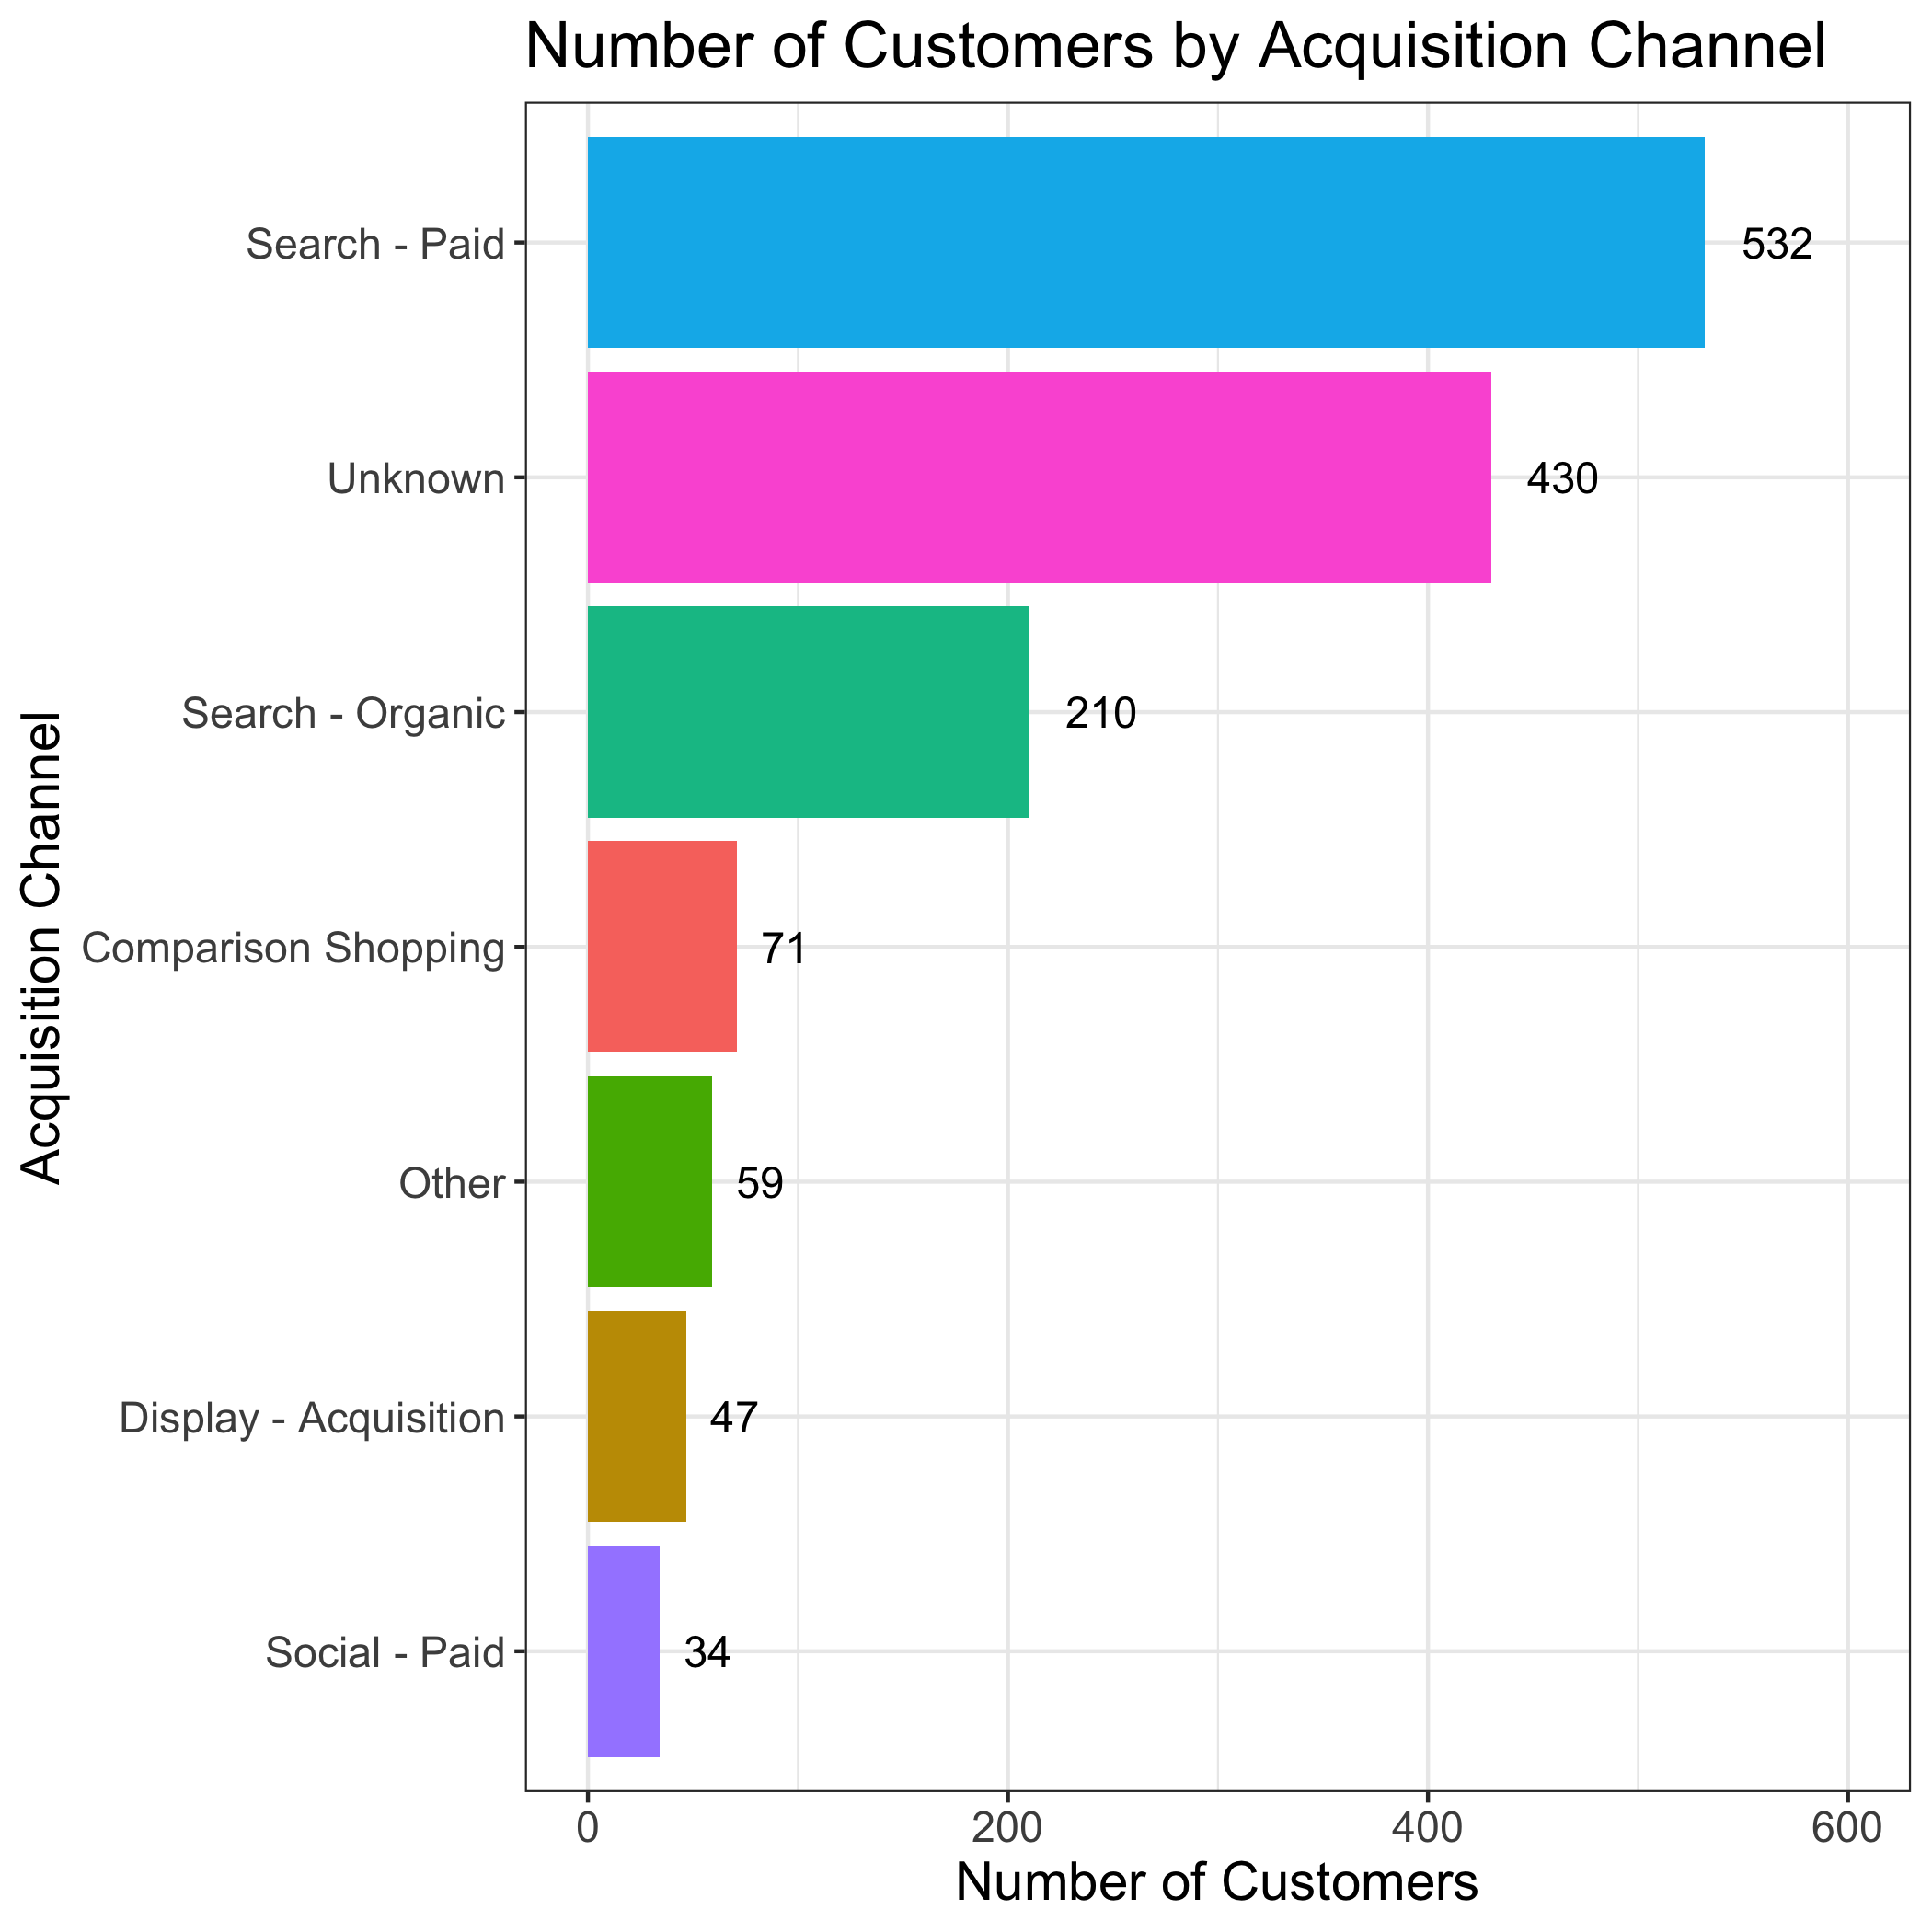 Number of Customers by Acquisition Channel
Acquisition Channel
Search - Paid
532
Unknown
430
Search - Organic
210
Comparison Shopping
71
Other
59
Display - Acquisition
47
Social - Paid
34
0 200 400 600
Number of Customers